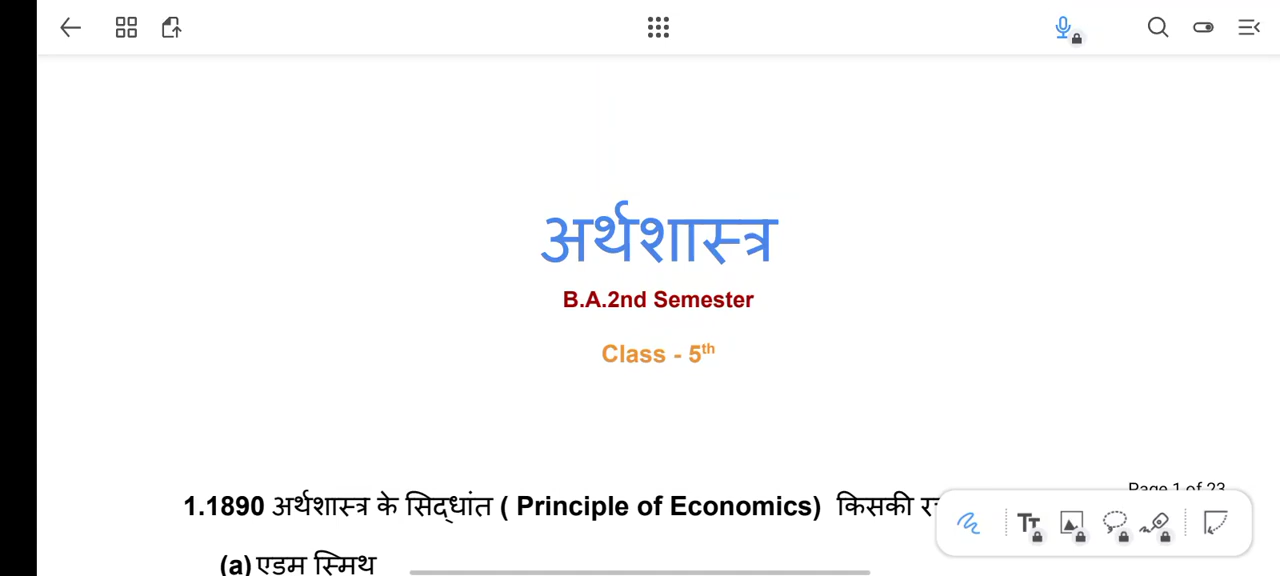 अर्थशास्त्र
B.A.2nd Semester
Class - 5th
Page 1 of 23
1.1890 अर्थशास्त्र के सिद्धांत ( Principle of Economics) किसकी
(a) एडम स्मिथ